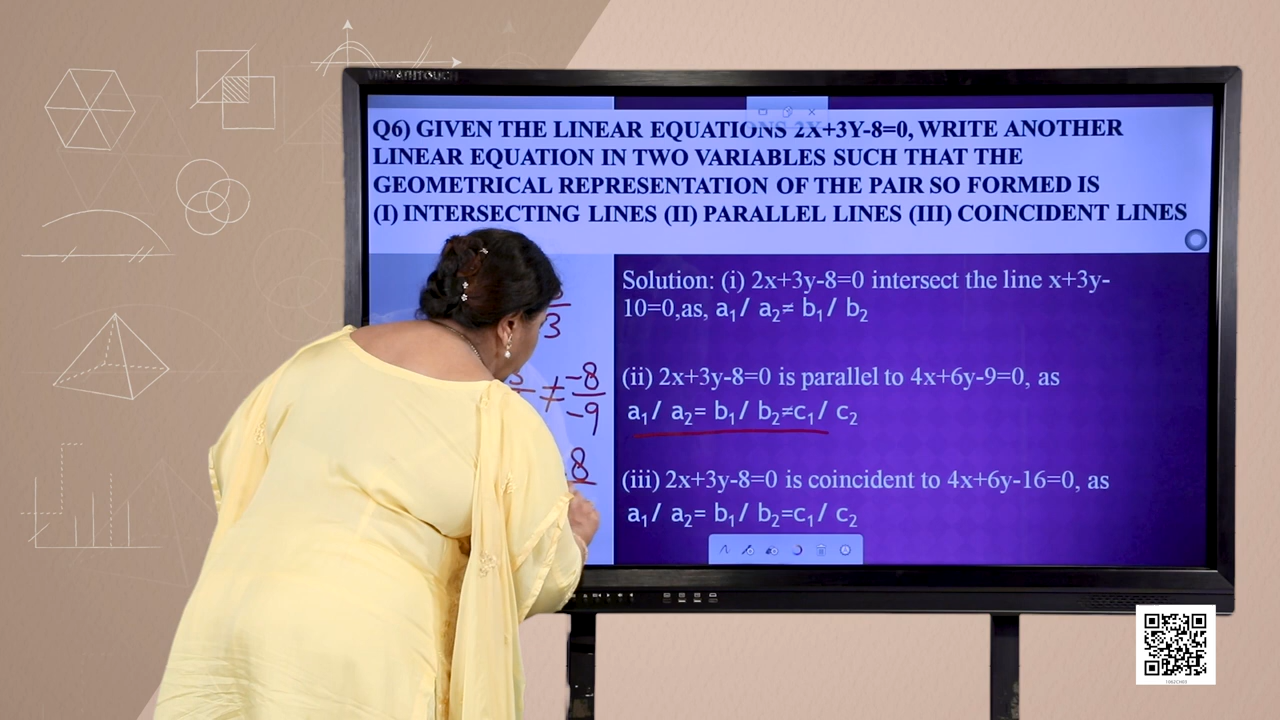 Q6) GIVEN THE LINEAR EQUATIONS 2X+3Y-8=0, WRITE ANOTHER
LINEAR EQUATION IN TWO VARIABLES SUCH THAT THE
GEOMETRICAL REPRESENTATION OF THE PAIR SO FORMED IS
(I) INTERSECTING LINES (II) PARALLEL LINES (III) COINCIDENT LINES
3
≠ -8/-9
8
Solution: (i) 2x+3y-8=0 intersect the line x+3y-
10=0,as, a₁/ a₂≠ b₁/ b₂
(ii) 2x+3y-8=0 is parallel to 4x+6y-9=0, as
a₁/ a₂= b₁/ b₂≠c₁/ c₂
(iii) 2x+3y-8=0 is coincident to 4x+6y-16=0, as
a₁/ a₂= b₁/ b₂=c₁/ c₂